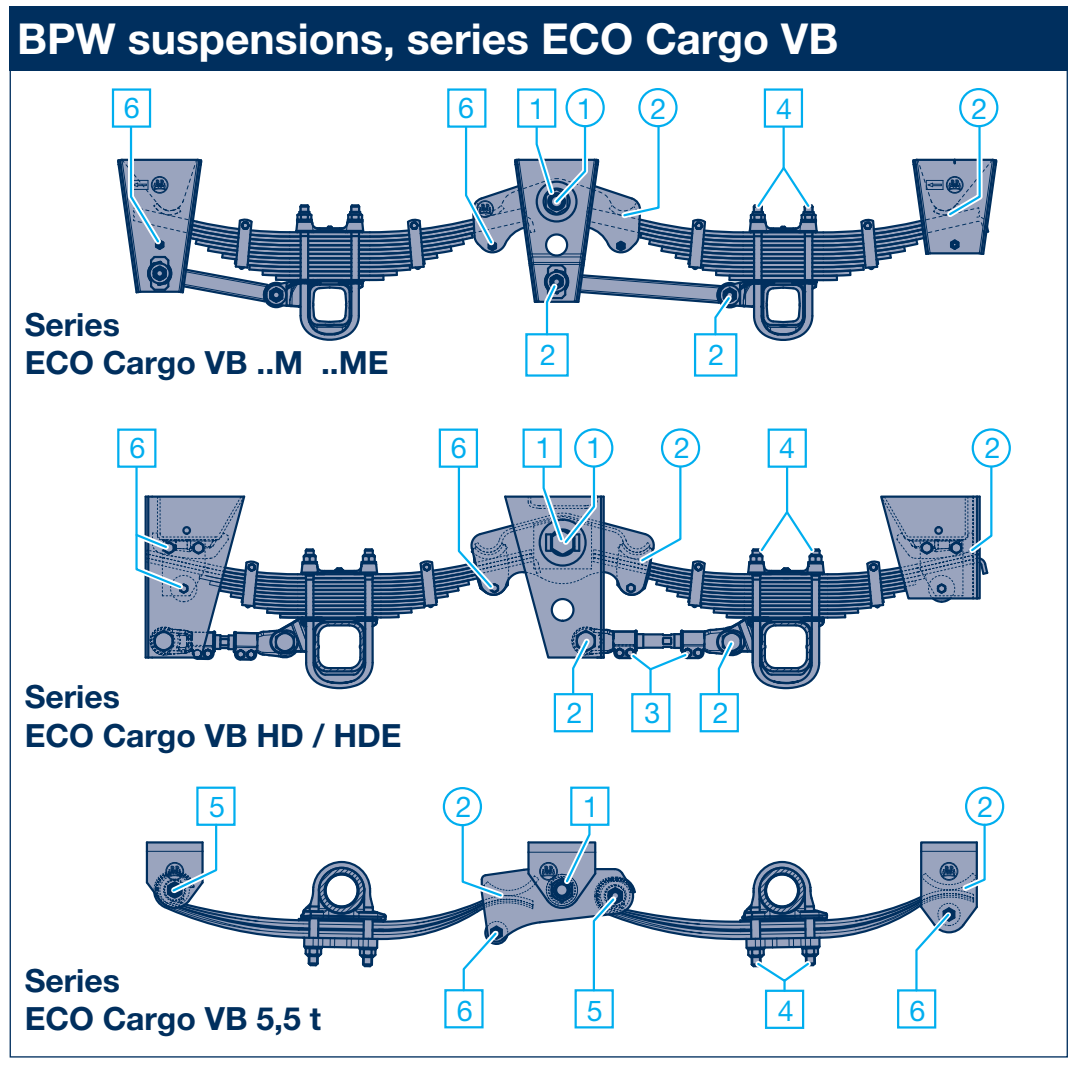 BPW suspensions, series ECO Cargo VB
6 6 1 1 2 4 2
2 2
Series
ECO Cargo VB ..M ..ME
6 6 1 1 2 4 2
2 3 2
Series
ECO Cargo VB HD / HDE
5 2 1 2
6 5 4 6
Series
ECO Cargo VB 5,5 t